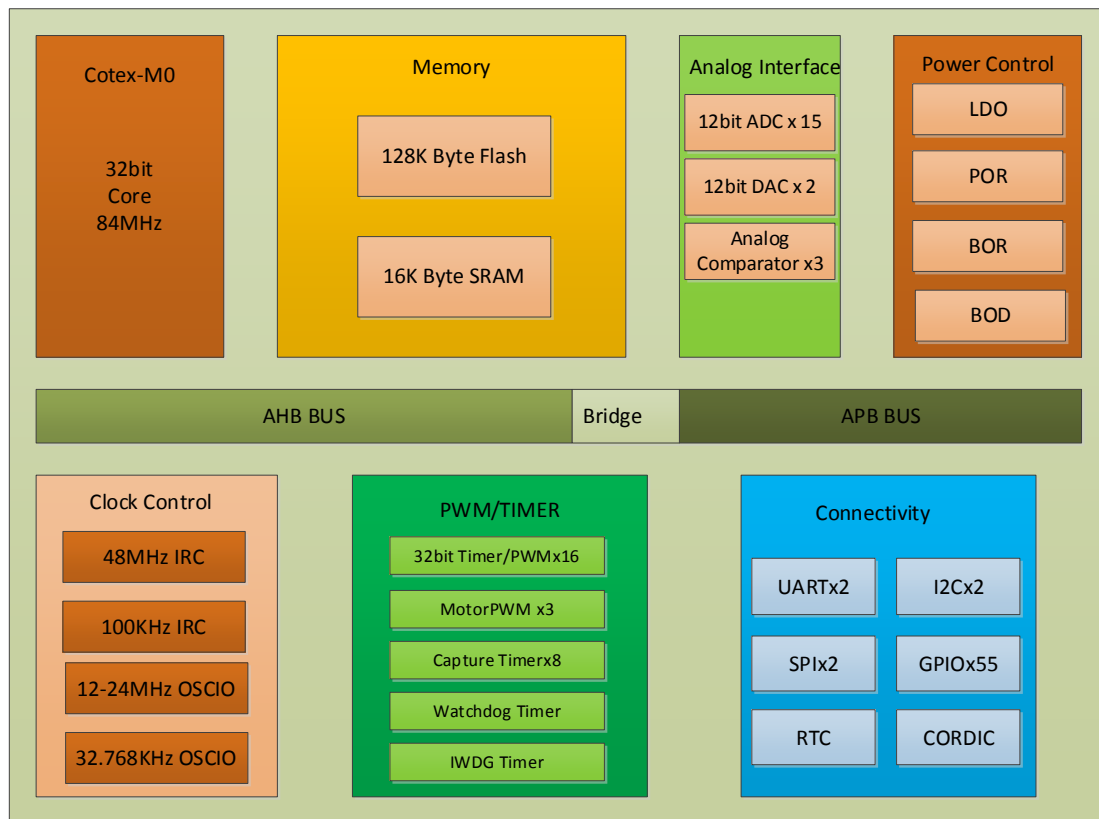 Cotex-M0
32bit
Core
84MHz
Memory
128K Byte Flash
16K Byte SRAM
Analog Interface
12bit ADC x 15
12bit DAC x 2
Analog
Comparator x3
Power Control
LDO
POR
BOR
BOD
AHB BUS
Bridge
APB BUS
Clock Control
48MHz IRC
100KHz IRC
12-24MHz OSCIO
32.768KHz OSCIO
PWM/TIMER
32bit Timer/PWMx16
MotorPWM x3
Capture Timerx8
Watchdog Timer
IWDG Timer
Connectivity
UARTx2
I2Cx2
SPIx2
GPIOx55
RTC
CORDIC